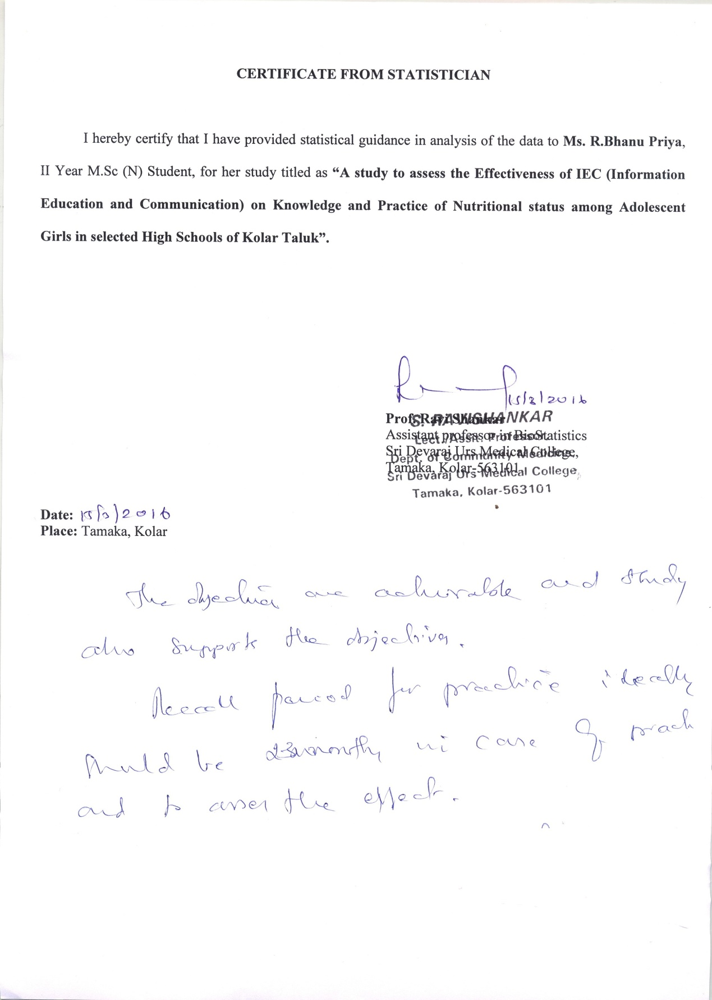 CERTIFICATE FROM STATISTICIAN
I hereby certify that I have provided statistical guidance in analysis of the data to Ms. R.Bhanu Priya,
II Year M.Sc (N) Student, for her study titled as “A study to assess the Effectiveness of IEC (Information
Education and Communication) on Knowledge and Practice of Nutritional status among Adolescent
Girls in selected High Schools of Kolar Taluk”.
15/3/2016
Prof. Ravi Shankar
S. RAVISHANKAR
Assistant professor in BioStatistics
Lect./Asst. Professor
Sri Devaraj Urs Medical College,
Dept. of Community Medicine,
Tamaka, Kolar-563101
Sri Devaraj Urs Medical College,
Tamaka, Kolar-563101
Date: 15/3/2016
Place: Tamaka, Kolar
The objectives are achievable and study
also supports the objectives.
Recall period for practice ideally
should be months in case of
and to asses the effect.